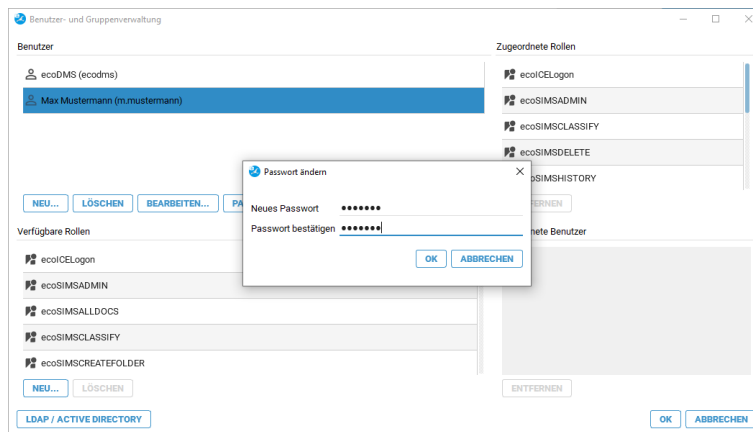 Benutzer- und Gruppenverwaltung
Benutzer
Zugeordnete Rollen
ecoDMS (ecodms)
Max Mustermann (m.mustermann)
ecoICELogon
ecoSIMSADMIN
ecoSIMSCLASSIFY
ecoSIMSDELETE
SIMSHISTORY
NEU...
LÖSCHEN
BEARBEITEN...
PA
FERNEN
Passwort ändern
Neues Passwort •••••••
Passwort bestätigen •••••••
OK
ABBRECHEN
Verfügbare Rollen
nete Benutzer
ecoICELogon
ecoSIMSADMIN
ecoSIMSALLDOCS
ecoSIMSCLASSIFY
ecoSIMSCREATEFOLDER
NEU...
LÖSCHEN
ENTFERNEN
LDAP / ACTIVE DIRECTORY
OK
ABBRECHEN